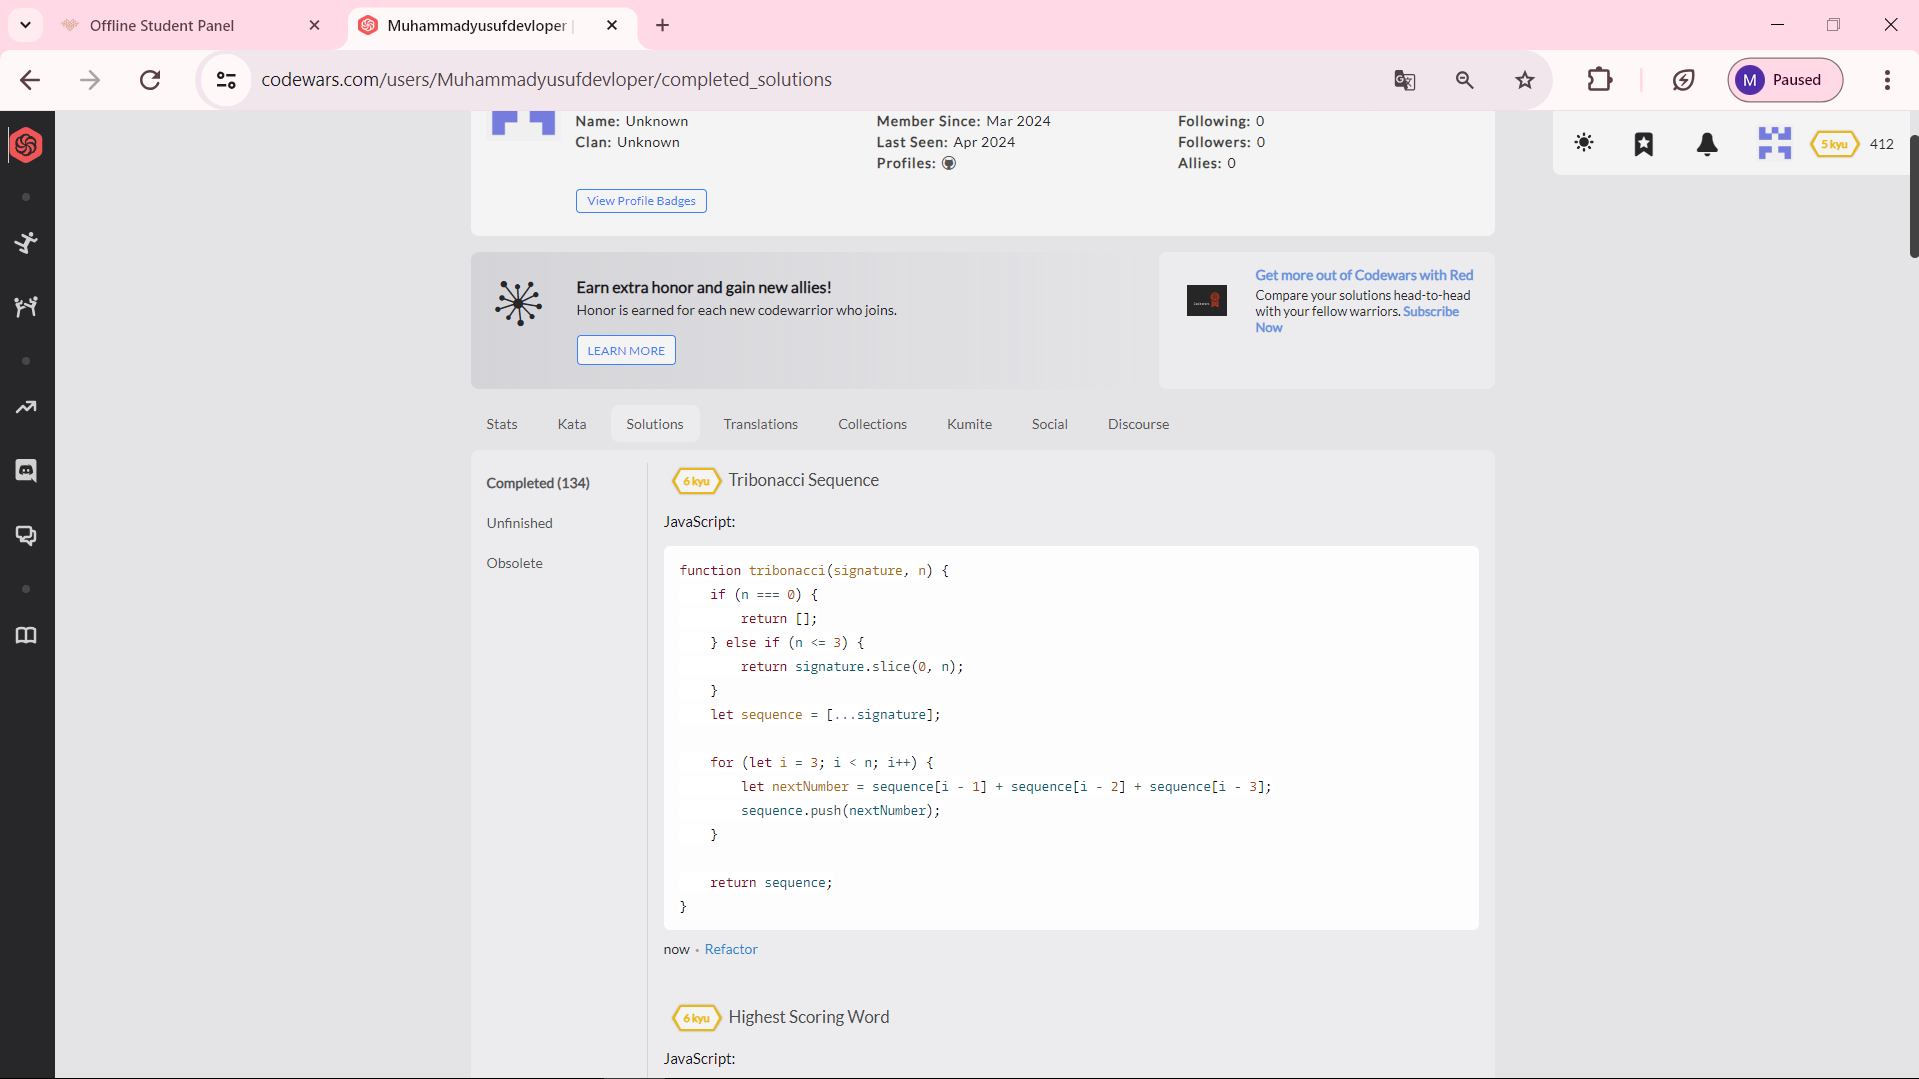 Offline Student Panel
Muhammadyusufdevloper |
codewars.com/users/Muhammadyusufdevloper/completed_solutions
M Paused
Name: Unknown
Clan: Unknown
Member Since: Mar 2024
Last Seen: Apr 2024
Profiles:
Following: 0
Followers: 0
Allies: 0
5 kyu 412
View Profile Badges
Earn extra honor and gain new allies!
Honor is earned for each new codewarrior who joins.
LEARN MORE
Get more out of Codewars with Red
Compare your solutions head-to-head
with your fellow warriors. Subscribe
Now
Stats Kata Solutions Translations Collections Kumite Social Discourse
Completed (134)
Unfinished
Obsolete
6 kyu Tribonacci Sequence
JavaScript:
function tribonacci(signature, n) {
    if (n === 0) {
        return [];
    } else if (n <= 3) {
        return signature.slice(0, n);
    }
    let sequence = [...signature];
    for (let i = 3; i < n; i++) {
        let nextNumber = sequence[i - 1] + sequence[i - 2] + sequence[i - 3];
        sequence.push(nextNumber);
    }
    return sequence;
}
now • Refactor
6 kyu Highest Scoring Word
JavaScript: